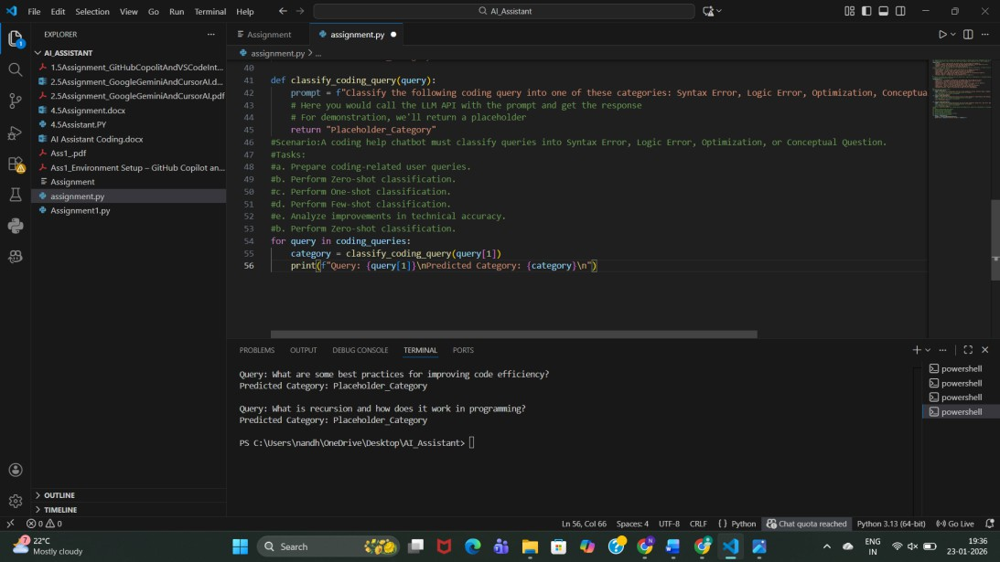 File Edit Selection View Go Run Terminal Help
AI_Assistant
EXPLORER
AI_ASSISTANT
1.5Assignment_GitHubCopolitAndVSCodeInt...
2.5Assignment_GoogleGeminiAndCursorAI.d...
2.5Assignment_GoogleGeminiAndCursorAI.pdf
4.5Assignment.docx
4.5Assistant.PY
AI Assistant Coding.docx
Ass1_.pdf
Ass1_Environment Setup – GitHub Copilot an...
Assignment
assignment.py
Assignment1.py
OUTLINE
TIMELINE
Assignment
assignment.py
assignment.py > ...
40
41 def classify_coding_query(query):
42 prompt = f"Classify the following coding query into one of these categories: Syntax Error, Logic Error, Optimization, Conceptua
43 # Here you would call the LLM API with the prompt and get the response
44 # For demonstration, we'll return a placeholder
45 return "Placeholder_Category"
46 #Scenario:A coding help chatbot must classify queries into Syntax Error, Logic Error, Optimization, or Conceptual Question.
47 #Tasks:
48 #a. Prepare coding-related user queries.
49 #b. Perform Zero-shot classification.
50 #c. Perform One-shot classification.
51 #d. Perform Few-shot classification.
52 #e. Analyze improvements in technical accuracy.
53 #b. Perform Zero-shot classification.
54 for query in coding_queries:
55 category = classify_coding_query(query[1])
56 print(f"Query: {query[1]}\nPredicted Category: {category}\n")
PROBLEMS OUTPUT DEBUG CONSOLE TERMINAL PORTS
Query: What are some best practices for improving code efficiency?
Predicted Category: Placeholder_Category
Query: What is recursion and how does it work in programming?
Predicted Category: Placeholder_Category
PS C:\Users\nandh\OneDrive\Desktop\AI_Assistant>
powershell
powershell
powershell
powershell
0 0
Ln 56, Col 66 Spaces: 4 UTF-8 CRLF { } Python Chat quota reached Python 3.13 (64-bit) Go Live
22°C
Mostly cloudy
Search
ENG
IN
19:36
23-01-2026